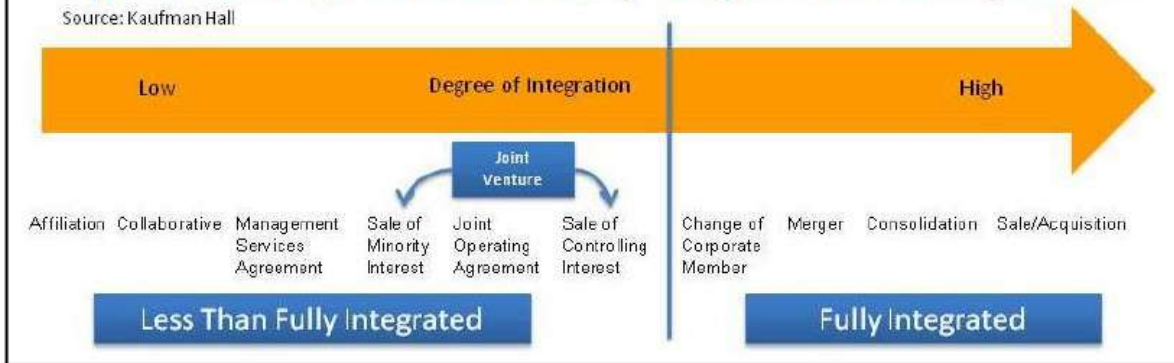 Source: Kaufman Hall
Low Degree of Integration High
Joint
Venture
Affiliation Collaborative Management Services Agreement
Sale of Minority Interest
Joint Operating Agreement
Sale of Controlling Interest
Change of Corporate Member
Merger Consolidation Sale/Acquisition
Less Than Fully Integrated
Fully Integrated